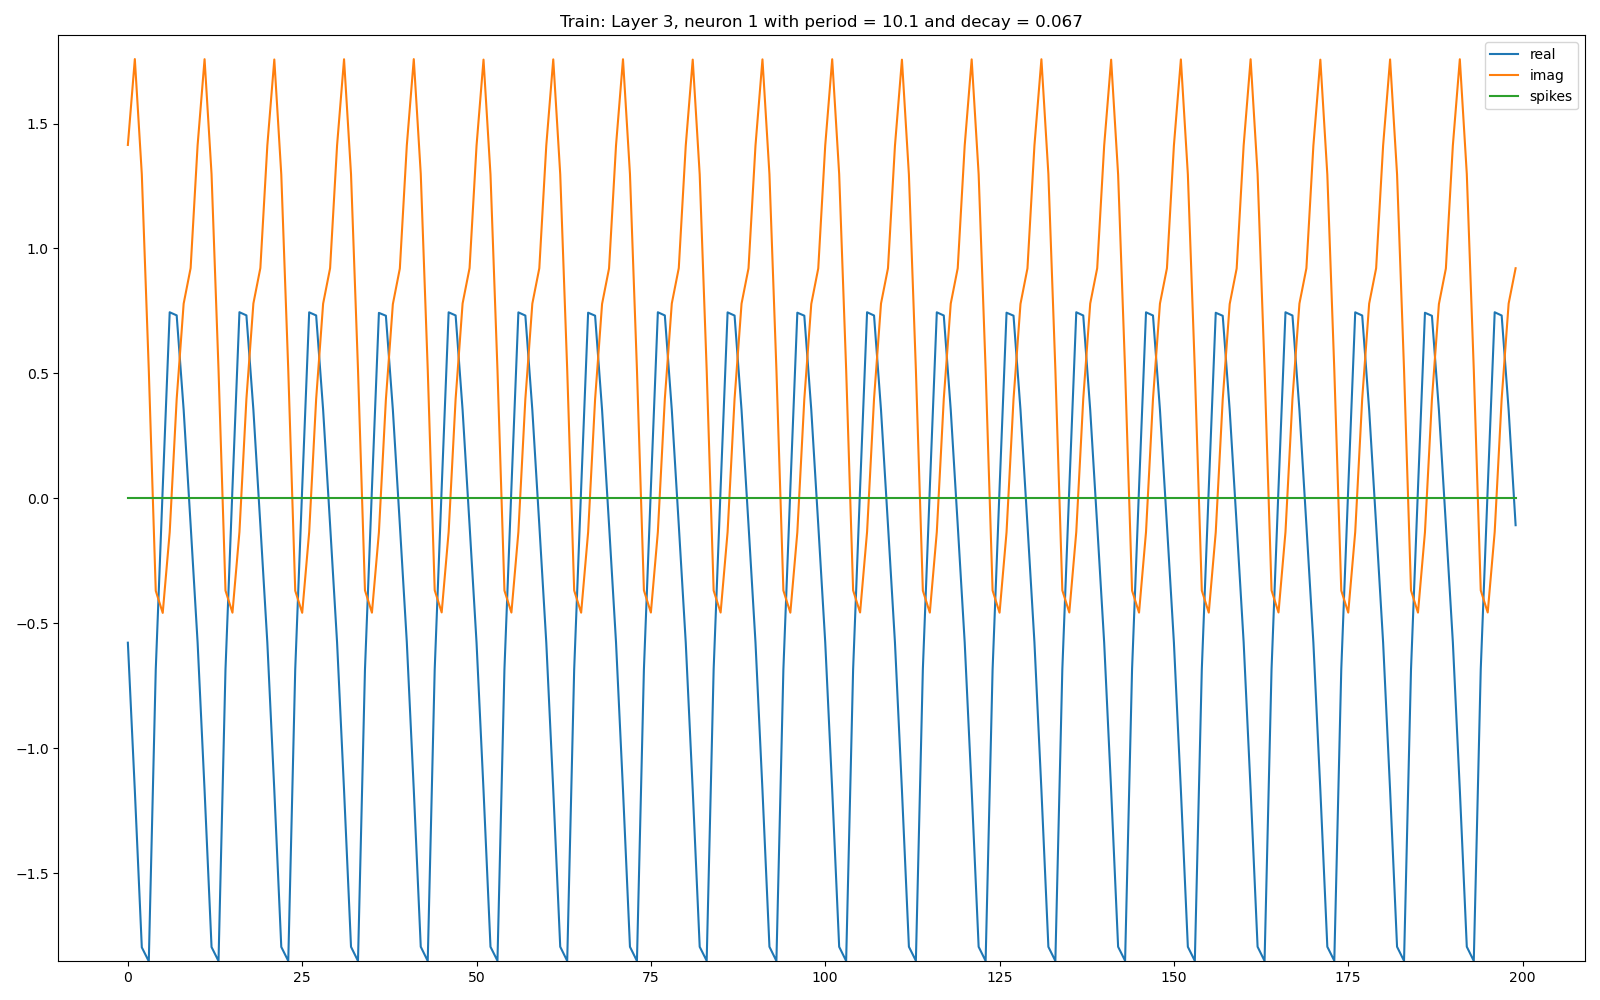 Train: Layer 3, neuron 1 with period = 10.1 and decay = 0.067
real
imag
spikes
1.5
1.0
0.5
0.0
−0.5
−1.0
−1.5
0 25 50 75 100 125 150 175 200